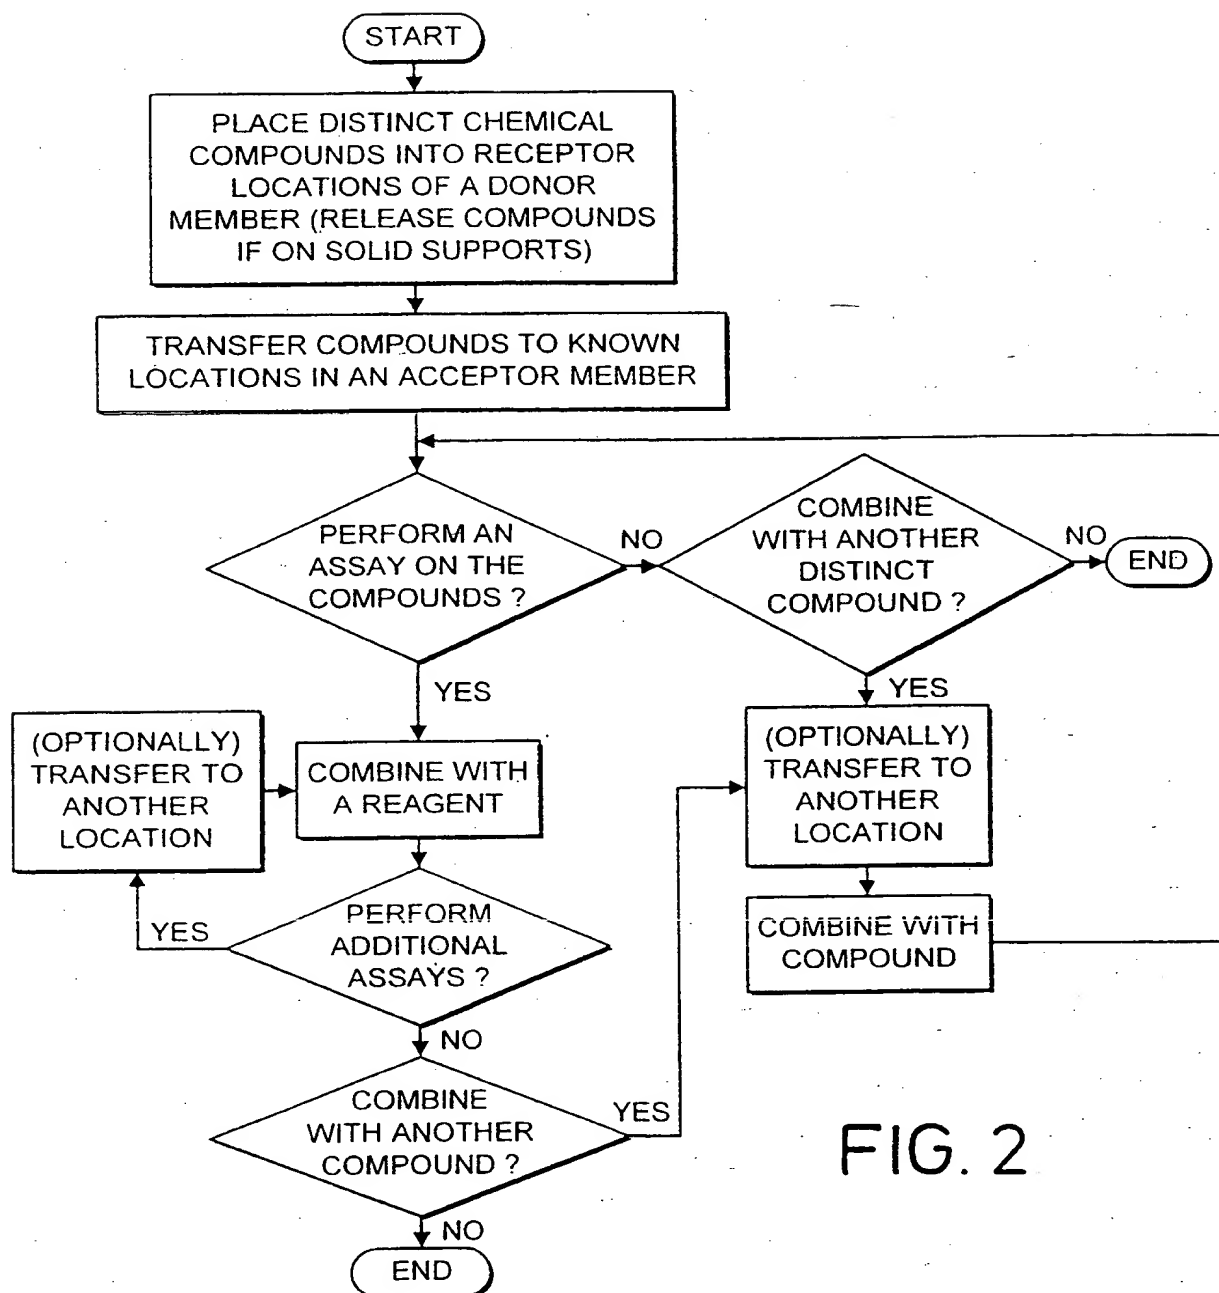 START
PLACE DISTINCT CHEMICAL
COMPOUNDS INTO RECEPTOR
LOCATIONS OF A DONOR
MEMBER (RELEASE COMPOUNDS
IF ON SOLID SUPPORTS)
TRANSFER COMPOUNDS TO KNOWN
LOCATIONS IN AN ACCEPTOR MEMBER
PERFORM AN
ASSAY ON THE
COMPOUNDS ?
NO
COMBINE
WITH ANOTHER
DISTINCT
COMPOUND ?
NO
END
YES
YES
(OPTIONALLY)
TRANSFER TO
ANOTHER
LOCATION
COMBINE WITH
A REAGENT
(OPTIONALLY)
TRANSFER TO
ANOTHER
LOCATION
YES
PERFORM
ADDITIONAL
ASSAYS ?
COMBINE WITH
COMPOUND
NO
COMBINE
WITH ANOTHER
COMPOUND ?
YES
NO
END
FIG. 2